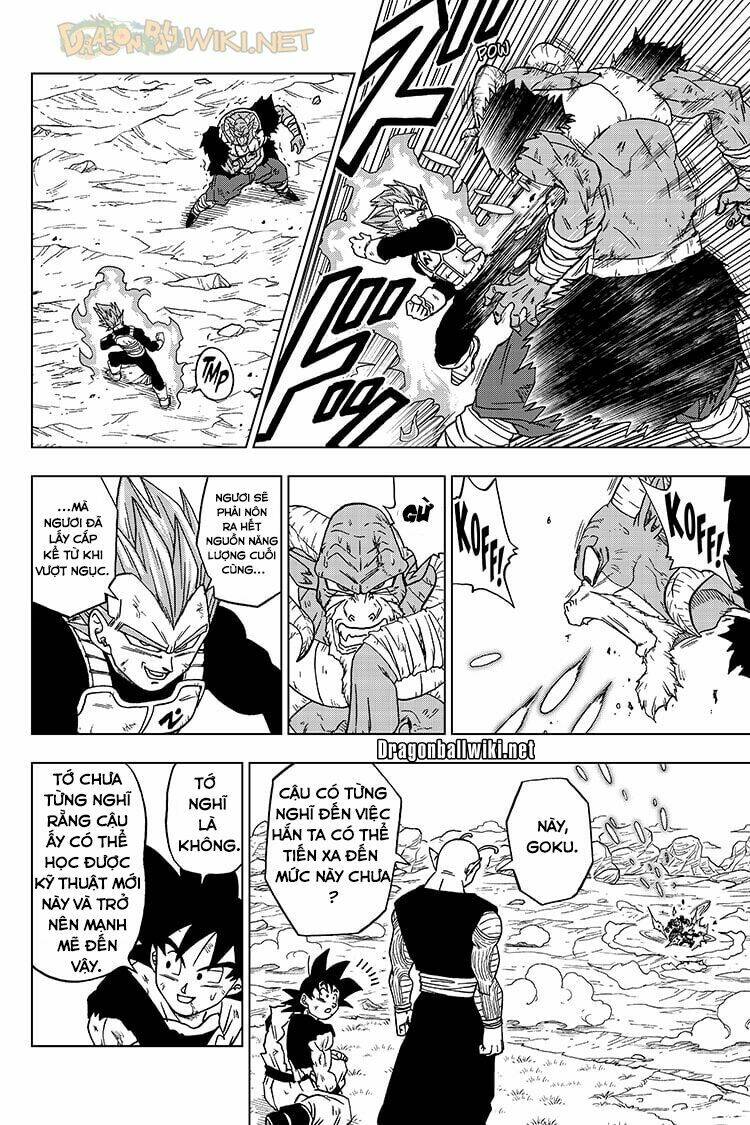 DRAGON BALL WIKI.NET
POW
TMP
KOFF!
KOFF!
GỪ
NGƯƠI SẼ
PHẢI NÔN
RA HẾT
NGUỒN NĂNG
LƯỢNG CUỐI
CÙNG...
...MÀ
NGƯƠI ĐÃ
LẤY CẮP
KỂ TỪ KHI
VƯỢT NGỤC.
Dragonballwiki.net
NÀY,
GOKU.
CẬU CÓ TỪNG
NGHĨ ĐẾN VIỆC
HẮN TA CÓ THỂ
TIẾN XA ĐẾN
MỨC NÀY CHƯA
?
TỚ
NGHĨ
LÀ
KHÔNG.
TỚ CHƯA
TỪNG NGHĨ
RẰNG CẬU
ẤY CÓ THỂ
HỌC ĐƯỢC
KỸ THUẬT MỚI
NÀY VÀ TRỞ
NÊN MẠNH
MẼ ĐẾN
VẬY.